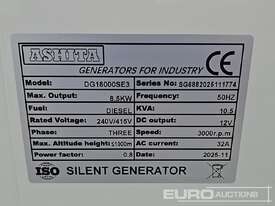 ASHITA
GENERATORS FOR INDUSTRY
CE
Model: DG18000SE3 Series No: SG6882025111774
Max. Output: 8.5KW Frequency: 50HZ
Fuel: DIESEL KVA: 10.5
Rated Voltage: 240V/415V DC output: 12V
Phase: THREE Speed: 3000r.p.m
Max. Altitude height: ≤1000m AC current: 32A
Power factor: 0.8 Date: 2025-11
ISO SILENT GENERATOR
EURO AUCTIONS